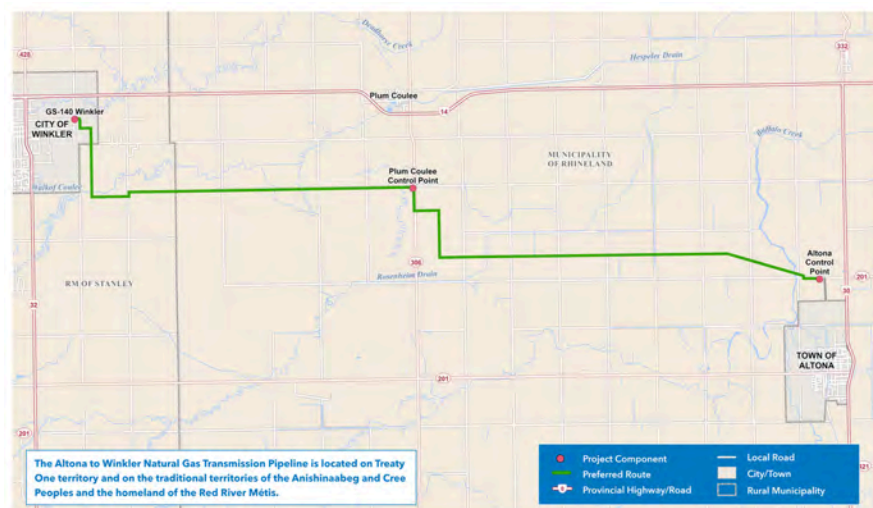 Deadhorse Creek
428
332
Hespeler Drain
Plum Coulee
14
GS-140 Winkler
CITY OF
WINKLER
Buffalo Creek
MUNICIPALITY
OF RHINELAND
Plum Coulee
Control Point
Altona
Control
Point
306
201
30
Rosenheim Drain
RM OF STANLEY
32
TOWN OF
ALTONA
201
201
521
The Altona to Winkler Natural Gas Transmission Pipeline is located on Treaty
One territory and on the traditional territories of the Anishinaabeg and Cree
Peoples and the homeland of the Red River Métis.
Project Component
Preferred Route
Provincial Highway/Road
Local Road
City/Town
Rural Municipality